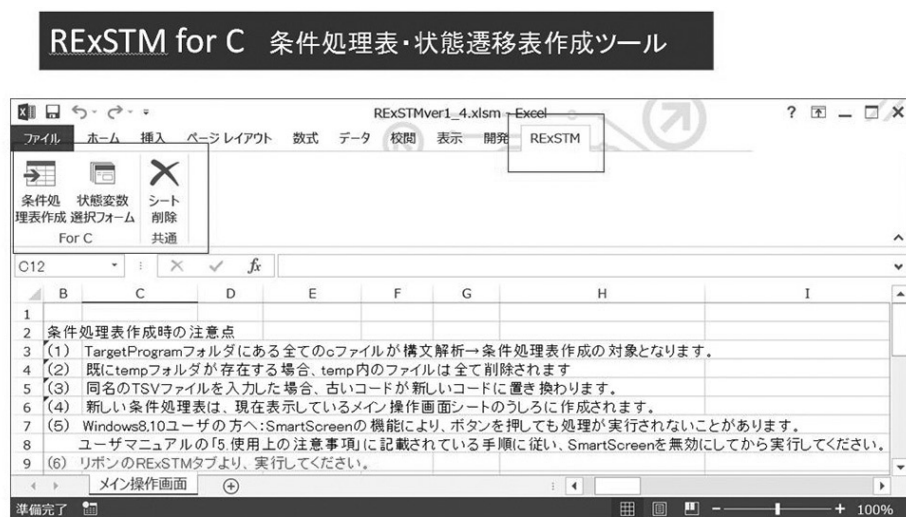 RExSTM for C 条件処理表・状態遷移表作成ツール
RExSTMver1_4.xlsm - Excel
ファイル ホーム 挿入 ページ レイアウト 数式 データ 校閲 表示 開発 RExSTM
条件処理表作成 状態変数選択フォーム シート削除
For C 共通
C12 fx
B C D E F G H I
1
2 条件処理表作成時の注意点
3 (1) TargetProgramフォルダにある全てのcファイルが構文解析→条件処理表作成の対象となります。
4 (2) 既にtempフォルダが存在する場合、temp内のファイルは全て削除されます
5 (3) 同名のTSVファイルを入力した場合、古いコードが新しいコードに置き換わります。
6 (4) 新しい条件処理表は、現在表示しているメイン操作画面シートのうしろに作成されます。
7 (5) Windows8,10ユーザの方へ:SmartScreenの機能により、ボタンを押しても処理が実行されないことがあります。
8 ユーザマニュアルの「5.使用上の注意事項」に記載されている手順に従い、SmartScreenを無効にしてから実行してください。
9 (6) リボンのRExSTMタブより、実行してください。
メイン操作画面
準備完了 100%